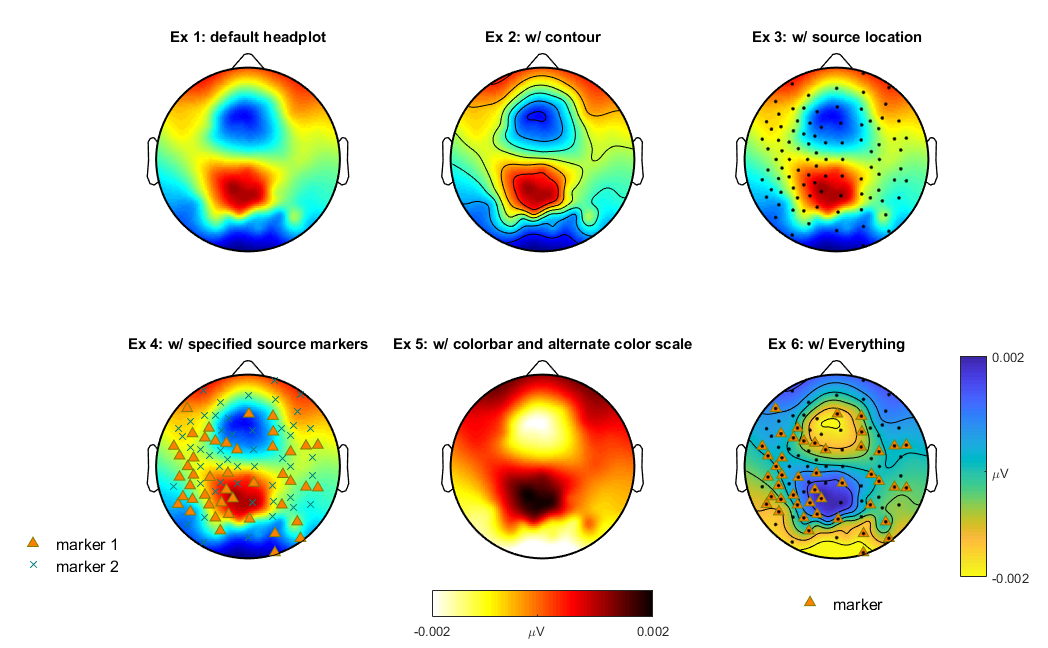 Ex 1: default headplot
Ex 2: w/ contour
Ex 3: w/ source location
Ex 4: w/ specified source markers
Ex 5: w/ colorbar and alternate color scale
Ex 6: w/ Everything
0.002
μV
-0.002
marker 1
marker 2
-0.002
μV
0.002
marker